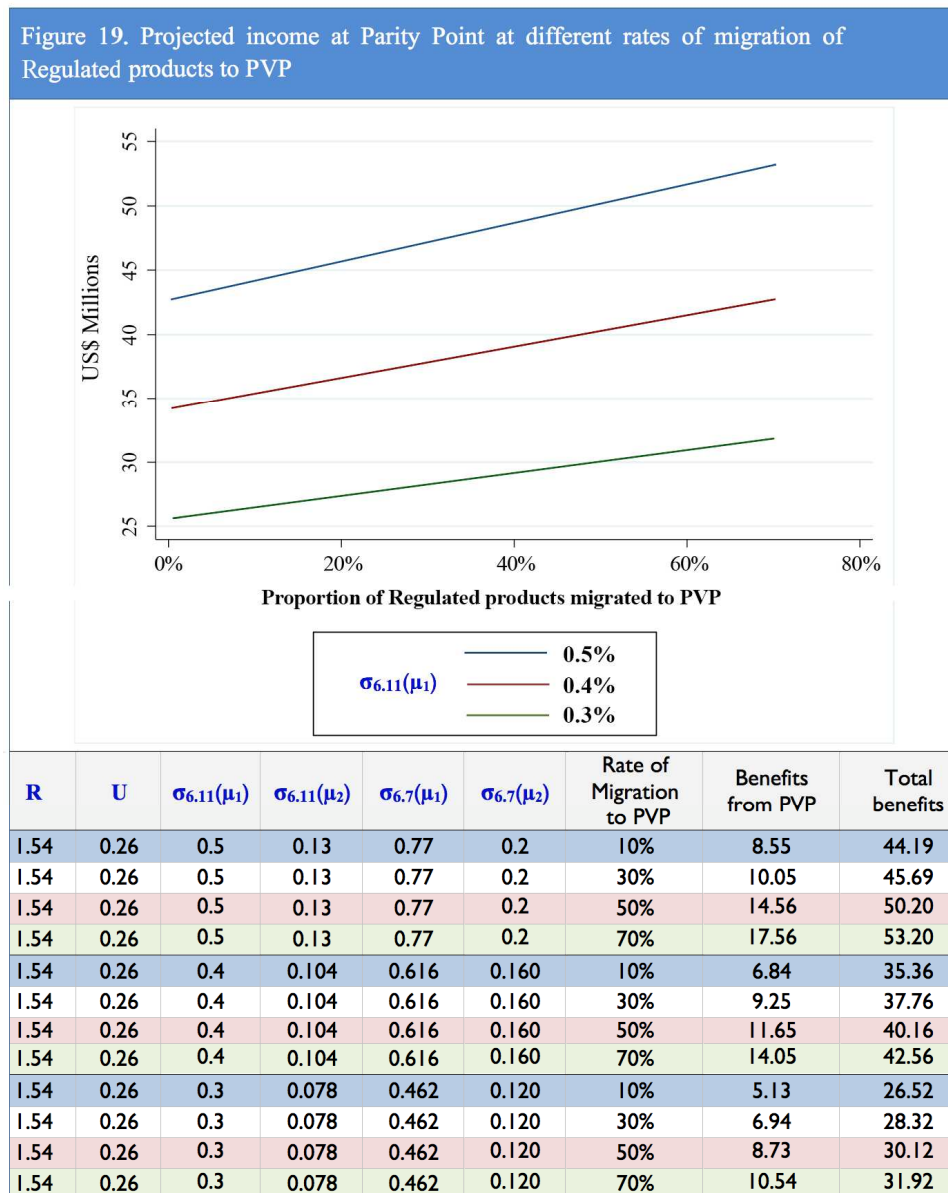 Figure 19. Projected income at Parity Point at different rates of migration of
Regulated products to PVP
US$ Millions
55
50
45
40
35
30
25
0% 20% 40% 60% 80%
Proportion of Regulated products migrated to PVP
σ6.11(μ1)
0.5%
0.4%
0.3%
R U σ6.11(μ1) σ6.11(μ2) σ6.7(μ1) σ6.7(μ2) Rate of Migration to PVP Benefits from PVP Total benefits
1.54 0.26 0.5 0.13 0.77 0.2 10% 8.55 44.19
1.54 0.26 0.5 0.13 0.77 0.2 30% 10.05 45.69
1.54 0.26 0.5 0.13 0.77 0.2 50% 14.56 50.20
1.54 0.26 0.5 0.13 0.77 0.2 70% 17.56 53.20
1.54 0.26 0.4 0.104 0.616 0.160 10% 6.84 35.36
1.54 0.26 0.4 0.104 0.616 0.160 30% 9.25 37.76
1.54 0.26 0.4 0.104 0.616 0.160 50% 11.65 40.16
1.54 0.26 0.4 0.104 0.616 0.160 70% 14.05 42.56
1.54 0.26 0.3 0.078 0.462 0.120 10% 5.13 26.52
1.54 0.26 0.3 0.078 0.462 0.120 30% 6.94 28.32
1.54 0.26 0.3 0.078 0.462 0.120 50% 8.73 30.12
1.54 0.26 0.3 0.078 0.462 0.120 70% 10.54 31.92